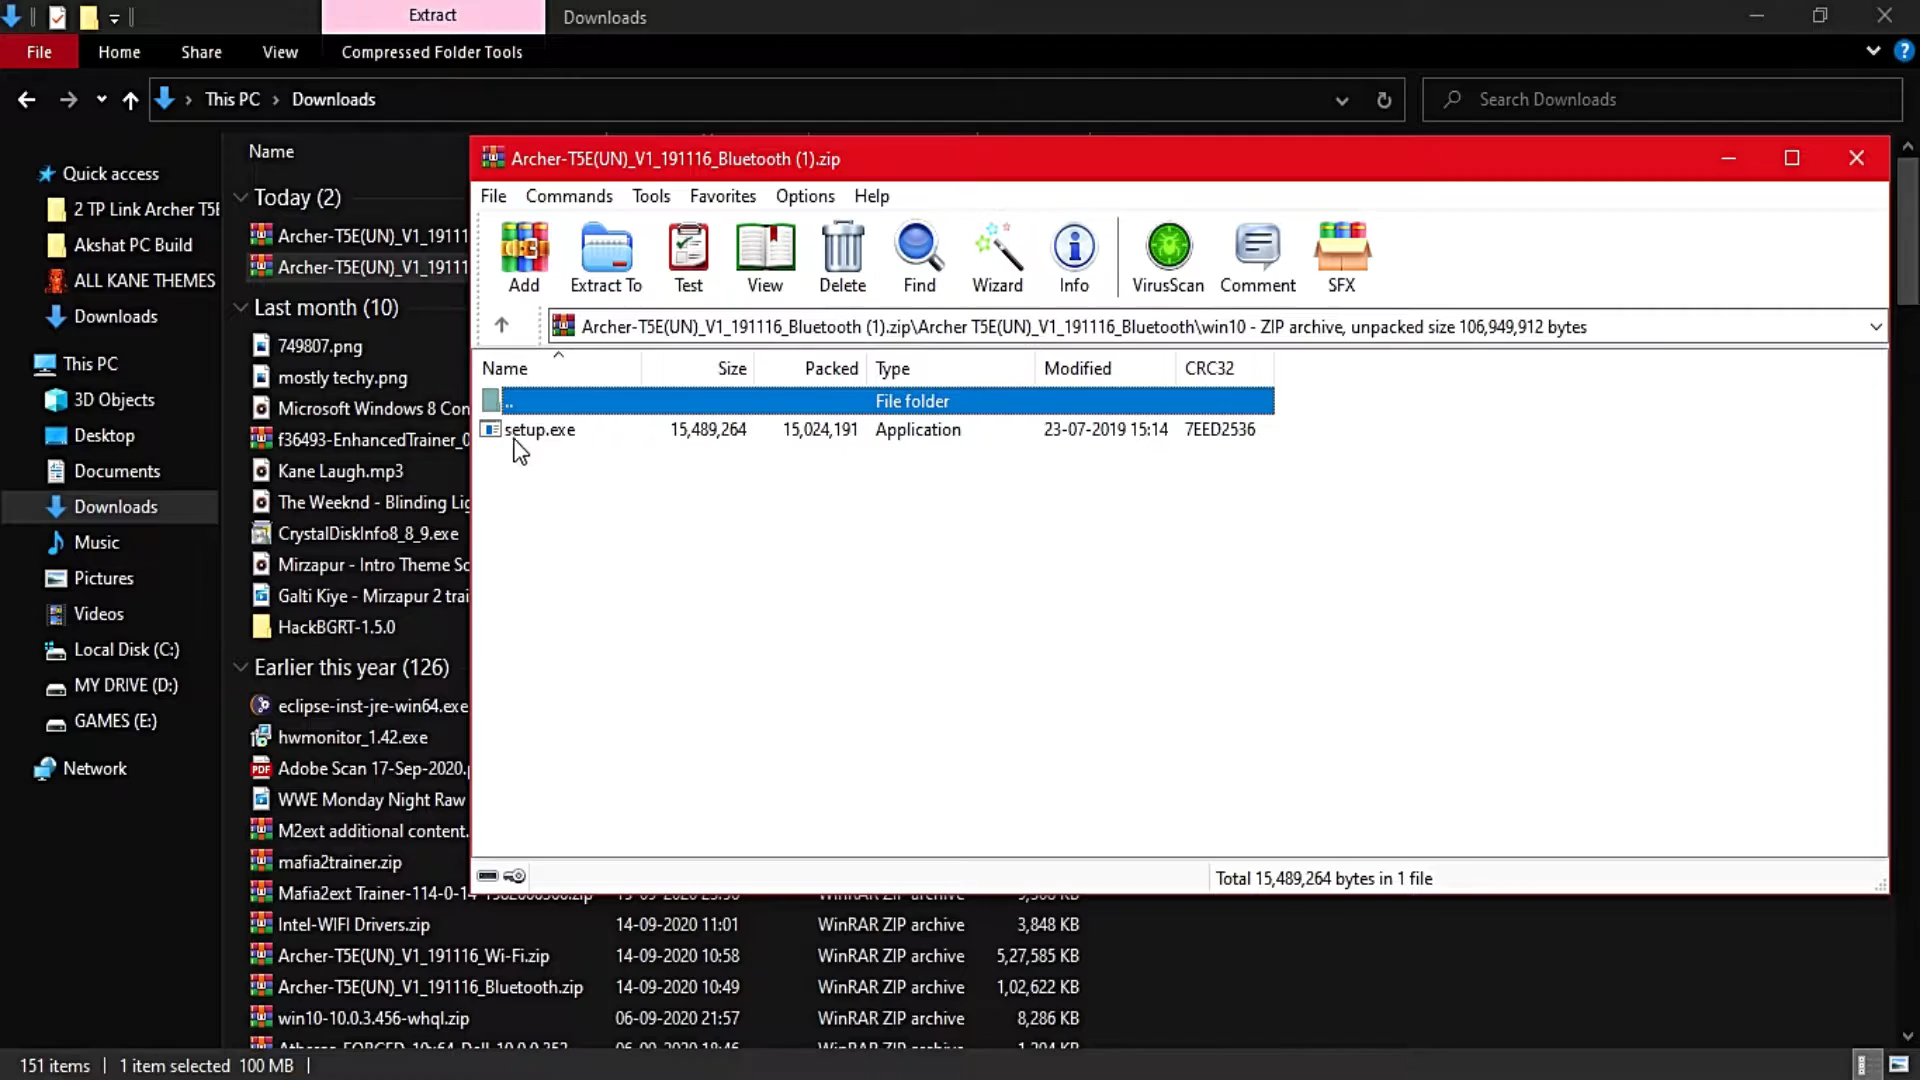 Extract
Downloads
File Home Share View Compressed Folder Tools
This PC Downloads
Search Downloads
Quick access
2 TP Link Archer T5E
Akshat PC Build
ALL KANE THEMES
Downloads
This PC
3D Objects
Desktop
Documents
Downloads
Music
Pictures
Videos
Local Disk (C:)
MY DRIVE (D:)
GAMES (E:)
Network
Name
Today (2)
Archer-T5E(UN)_V1_1911
Archer-T5E(UN)_V1_1911
Last month (10)
749807.png
mostly techy.png
Microsoft Windows 8 Con
f36493-EnhancedTrainer_0
Kane Laugh.mp3
The Weeknd - Blinding Lig
CrystalDiskInfo8_8_9.exe
Mirzapur - Intro Theme So
Galti Kiye - Mirzapur 2 trai
HackBGRT-1.5.0
Earlier this year (126)
eclipse-inst-jre-win64.exe
hwmonitor_1.42.exe
Adobe Scan 17-Sep-2020.p
WWE Monday Night Raw
M2ext additional content.
mafia2trainer.zip
Mafia2ext Trainer-114-0-1
Intel-WIFI Drivers.zip 14-09-2020 11:01 WinRAR ZIP archive 3,848 KB
Archer-T5E(UN)_V1_191116_Wi-Fi.zip 14-09-2020 10:58 WinRAR ZIP archive 5,27,585 KB
Archer-T5E(UN)_V1_191116_Bluetooth.zip 14-09-2020 10:49 WinRAR ZIP archive 1,02,622 KB
win10-10.0.3.456-whql.zip 06-09-2020 21:57 WinRAR ZIP archive 8,286 KB
Archer-T5E(UN)_V1_191116_Bluetooth (1).zip
File Commands Tools Favorites Options Help
Add Extract To Test View Delete Find Wizard Info VirusScan Comment SFX
Archer-T5E(UN)_V1_191116_Bluetooth (1).zip\Archer T5E(UN)_V1_191116_Bluetooth\win10 - ZIP archive, unpacked size 106,949,912 bytes
Name Size Packed Type Modified CRC32
.. File folder
setup.exe 15,489,264 15,024,191 Application 23-07-2019 15:14 7EED2536
Total 15,489,264 bytes in 1 file
151 items 1 item selected 100 MB